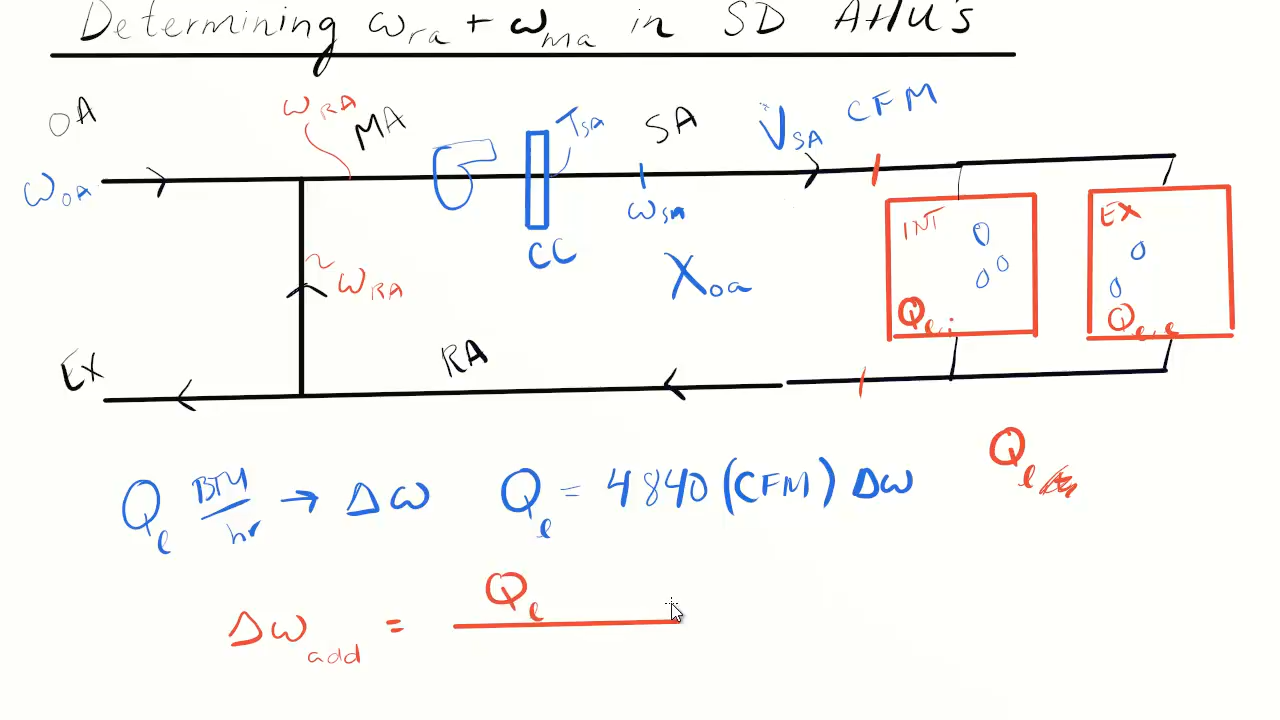 Determining ωra + ωma in SD AHU's
OA
ωRA
MA
TSA
SA
V̇SA CFM
ωOA
ωSA
CC
Xoa
~ωRA
INT
Qℓ,i
EX
Qℓ,e
EX
RA
Qℓ BTU/hr → Δω
Qℓ = 4840 (CFM) Δω
Qℓ
Δωadd = Qℓ